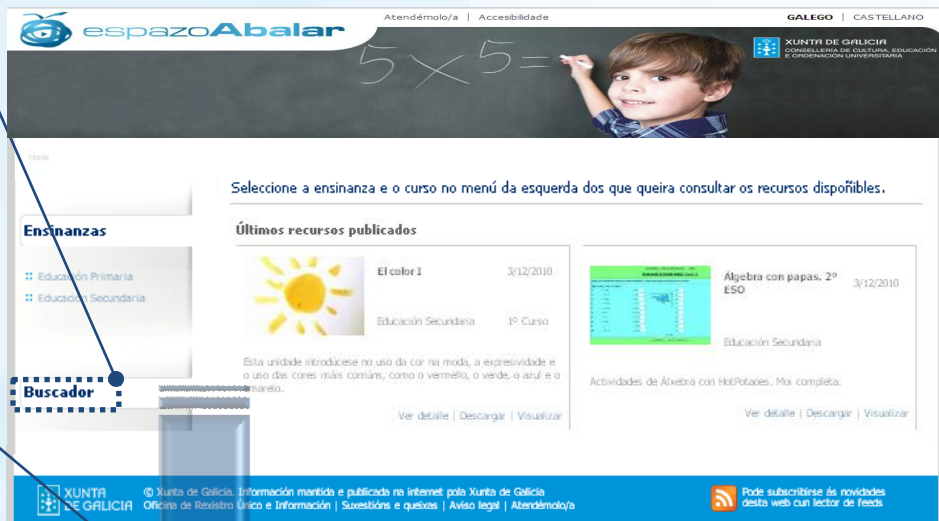 Atendémolo/a | Accesibilidade
GALEGO | CASTELLANO
espazoAbalar
XUNTA DE GALICIA
CONSELLERÍA DE CULTURA, EDUCACIÓN
E ORDENACIÓN UNIVERSITARIA
5 X 5 =
Seleccione a ensinanza e o curso no menú da esquerda dos que queira consultar os recursos dispoñibles.
Ensinanzas
Educación Primaria
Educación Secundaria
Buscador
Últimos recursos publicados
El color I
3/12/2010
Educación Secundaria
1º Curso
Esta unidade introdúcese no uso da cor na moda, a expresividade e
o uso das cores máis comúns, como o vermello, o verde, o azul e o
amarelo.
Ver detalle | Descargar | Visualizar
Álgebra con papas. 2º
ESO
3/12/2010
Educación Secundaria
Actividades de Álxebra con HotPotaoes. Moi completa.
Ver detalle | Descargar | Visualizar
XUNTA
DE GALICIA
© Xunta de Galicia. Información mantida e publicada na internet pola Xunta de Galicia
Oficina de Rexistro Único e Información | Suxestións e queixas | Aviso legal | Atendémolo/a
Pode subscribirse ás novidades
desta web cun lector de feeds